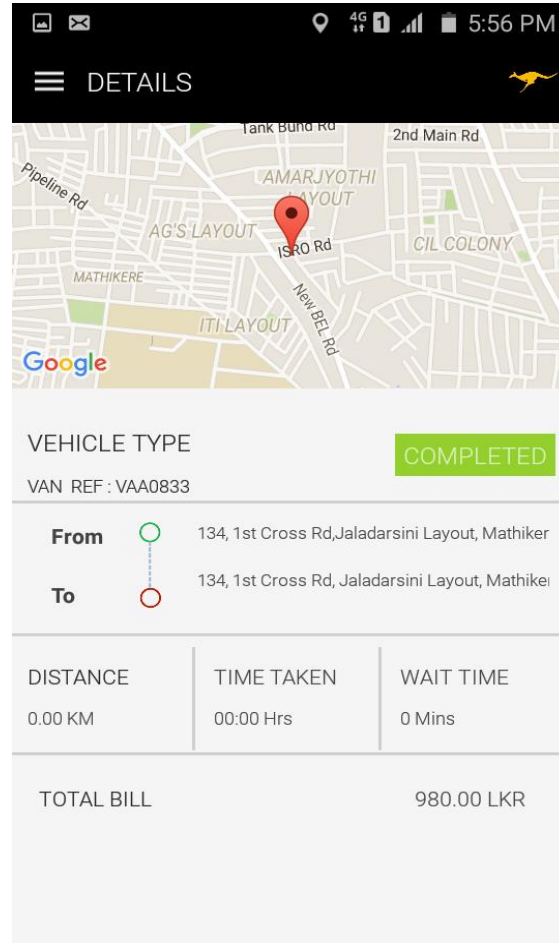 4G 1 5:56 PM
DETAILS
Tank Bund Rd
2nd Main Rd
Pipeline Rd
AMARJYOTHI
LAYOUT
AG'S LAYOUT
ISRO Rd
CIL COLONY
MATHIKERE
New BEL Rd
ITI LAYOUT
Google
VEHICLE TYPE
COMPLETED
VAN REF : VAA0833
From 134, 1st Cross Rd,Jaladarsini Layout, Mathiker
To 134, 1st Cross Rd, Jaladarsini Layout, Mathiker
DISTANCE TIME TAKEN WAIT TIME
0.00 KM 00:00 Hrs 0 Mins
TOTAL BILL 980.00 LKR